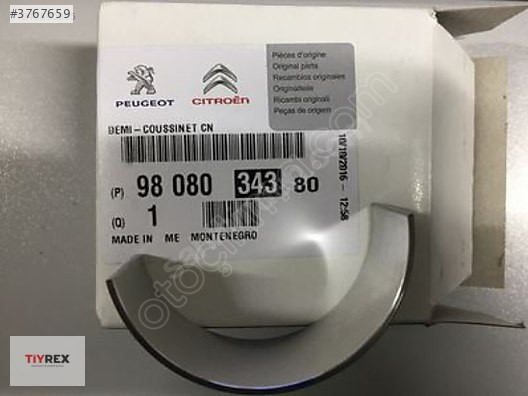 #3767659
PEUGEOT
CITROËN
Pièces d'origine
Original parts
Recambios originales
Originalteile
Ricambi originali
Peças de origem
DEMI-COUSSINET CN
(P) 98 080 343 80
(Q) 1
MADE IN ME MONTENEGRO
10/10/2016 - 12:58
TIYREX